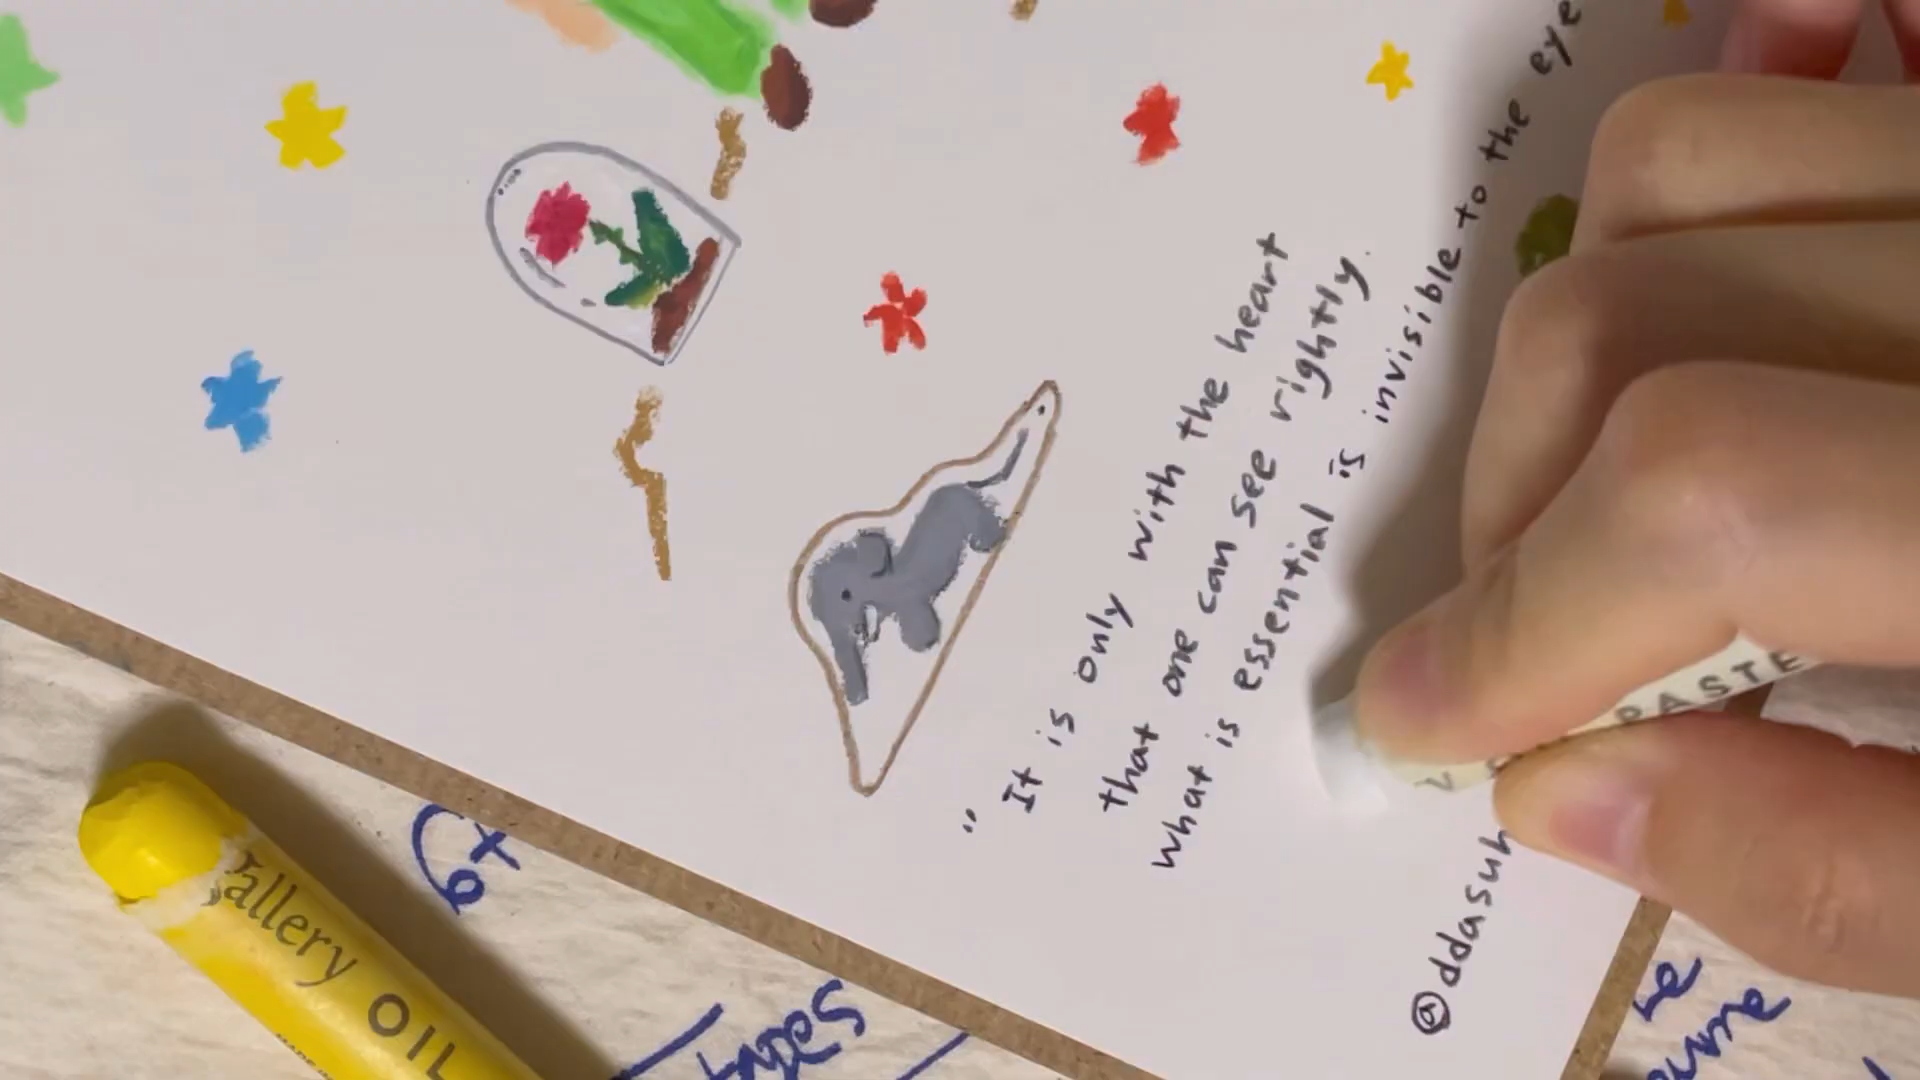 " It is only with the heart
that one can see rightly.
what is essential is invisible to the eye
@ddasuh
PASTE
Gallery OIL